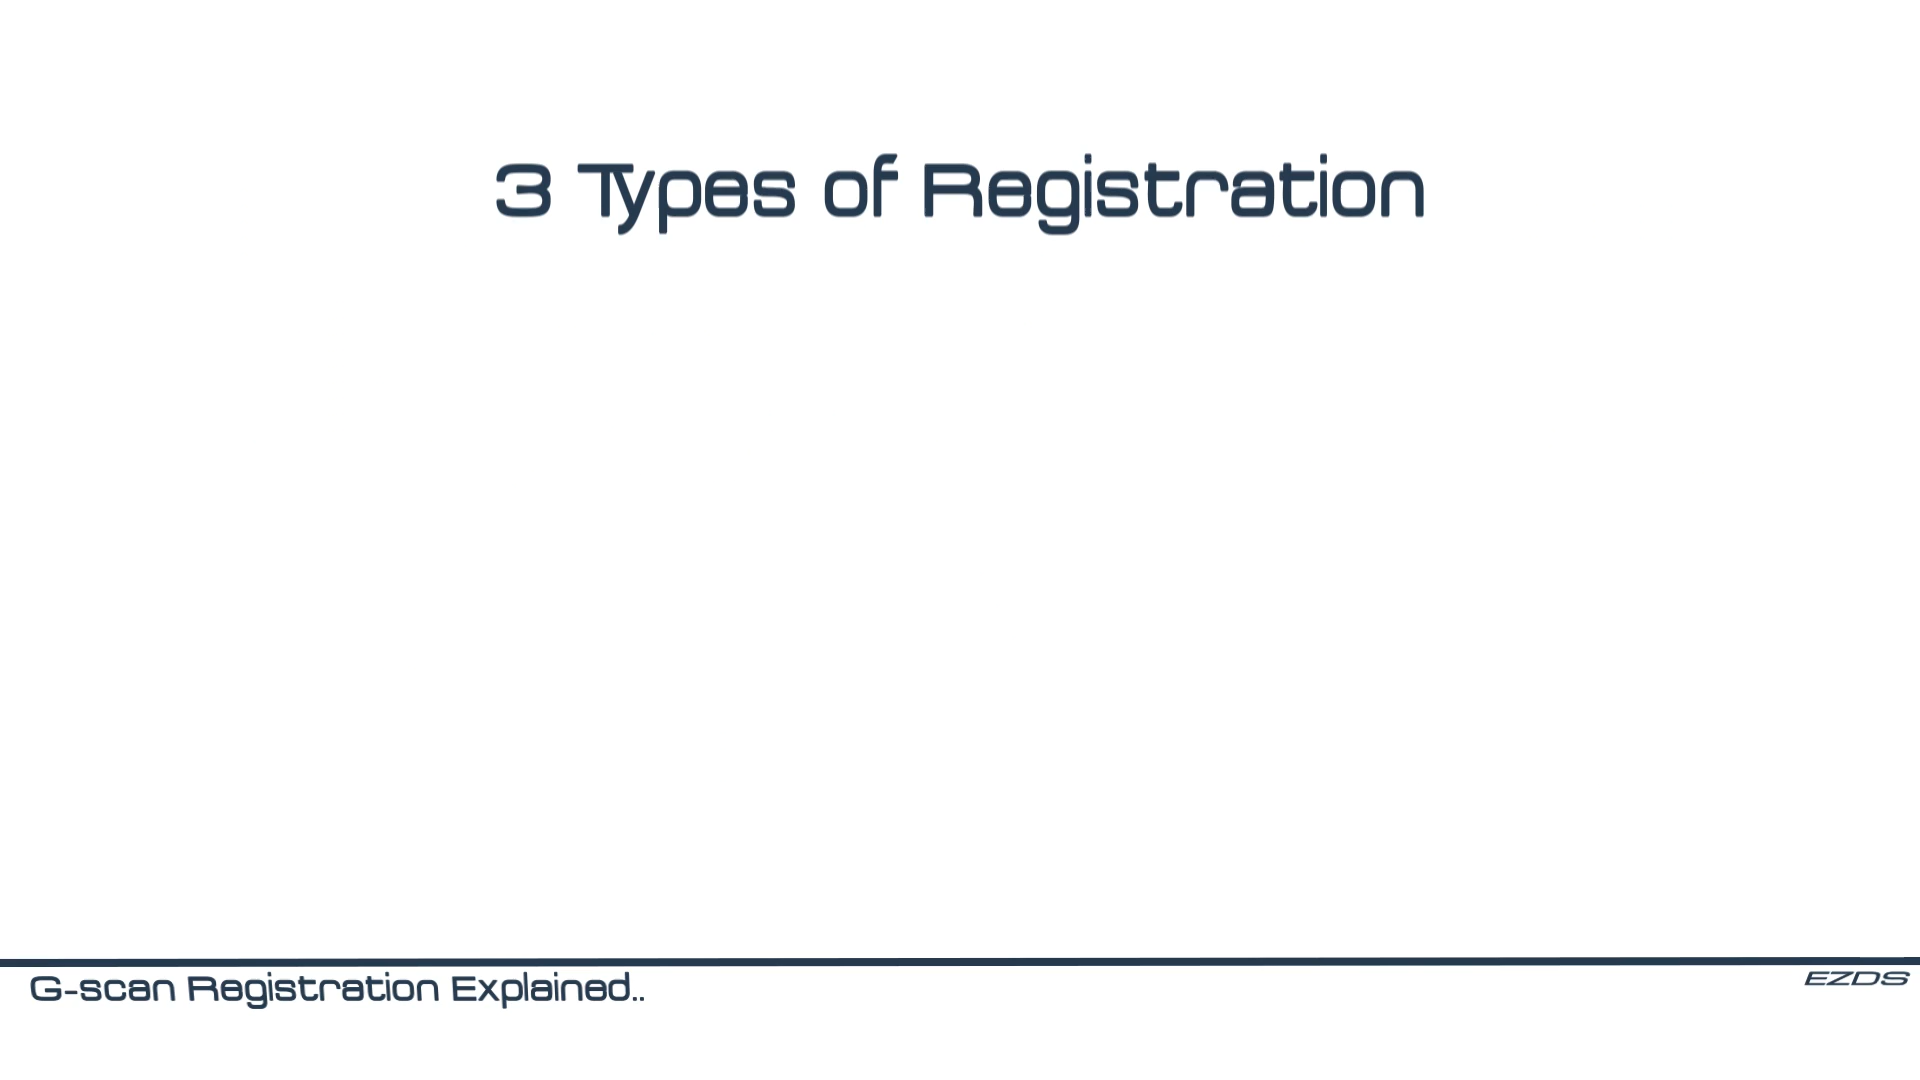 3 Types of Registration
G-scan Registration Explained..
EZDS